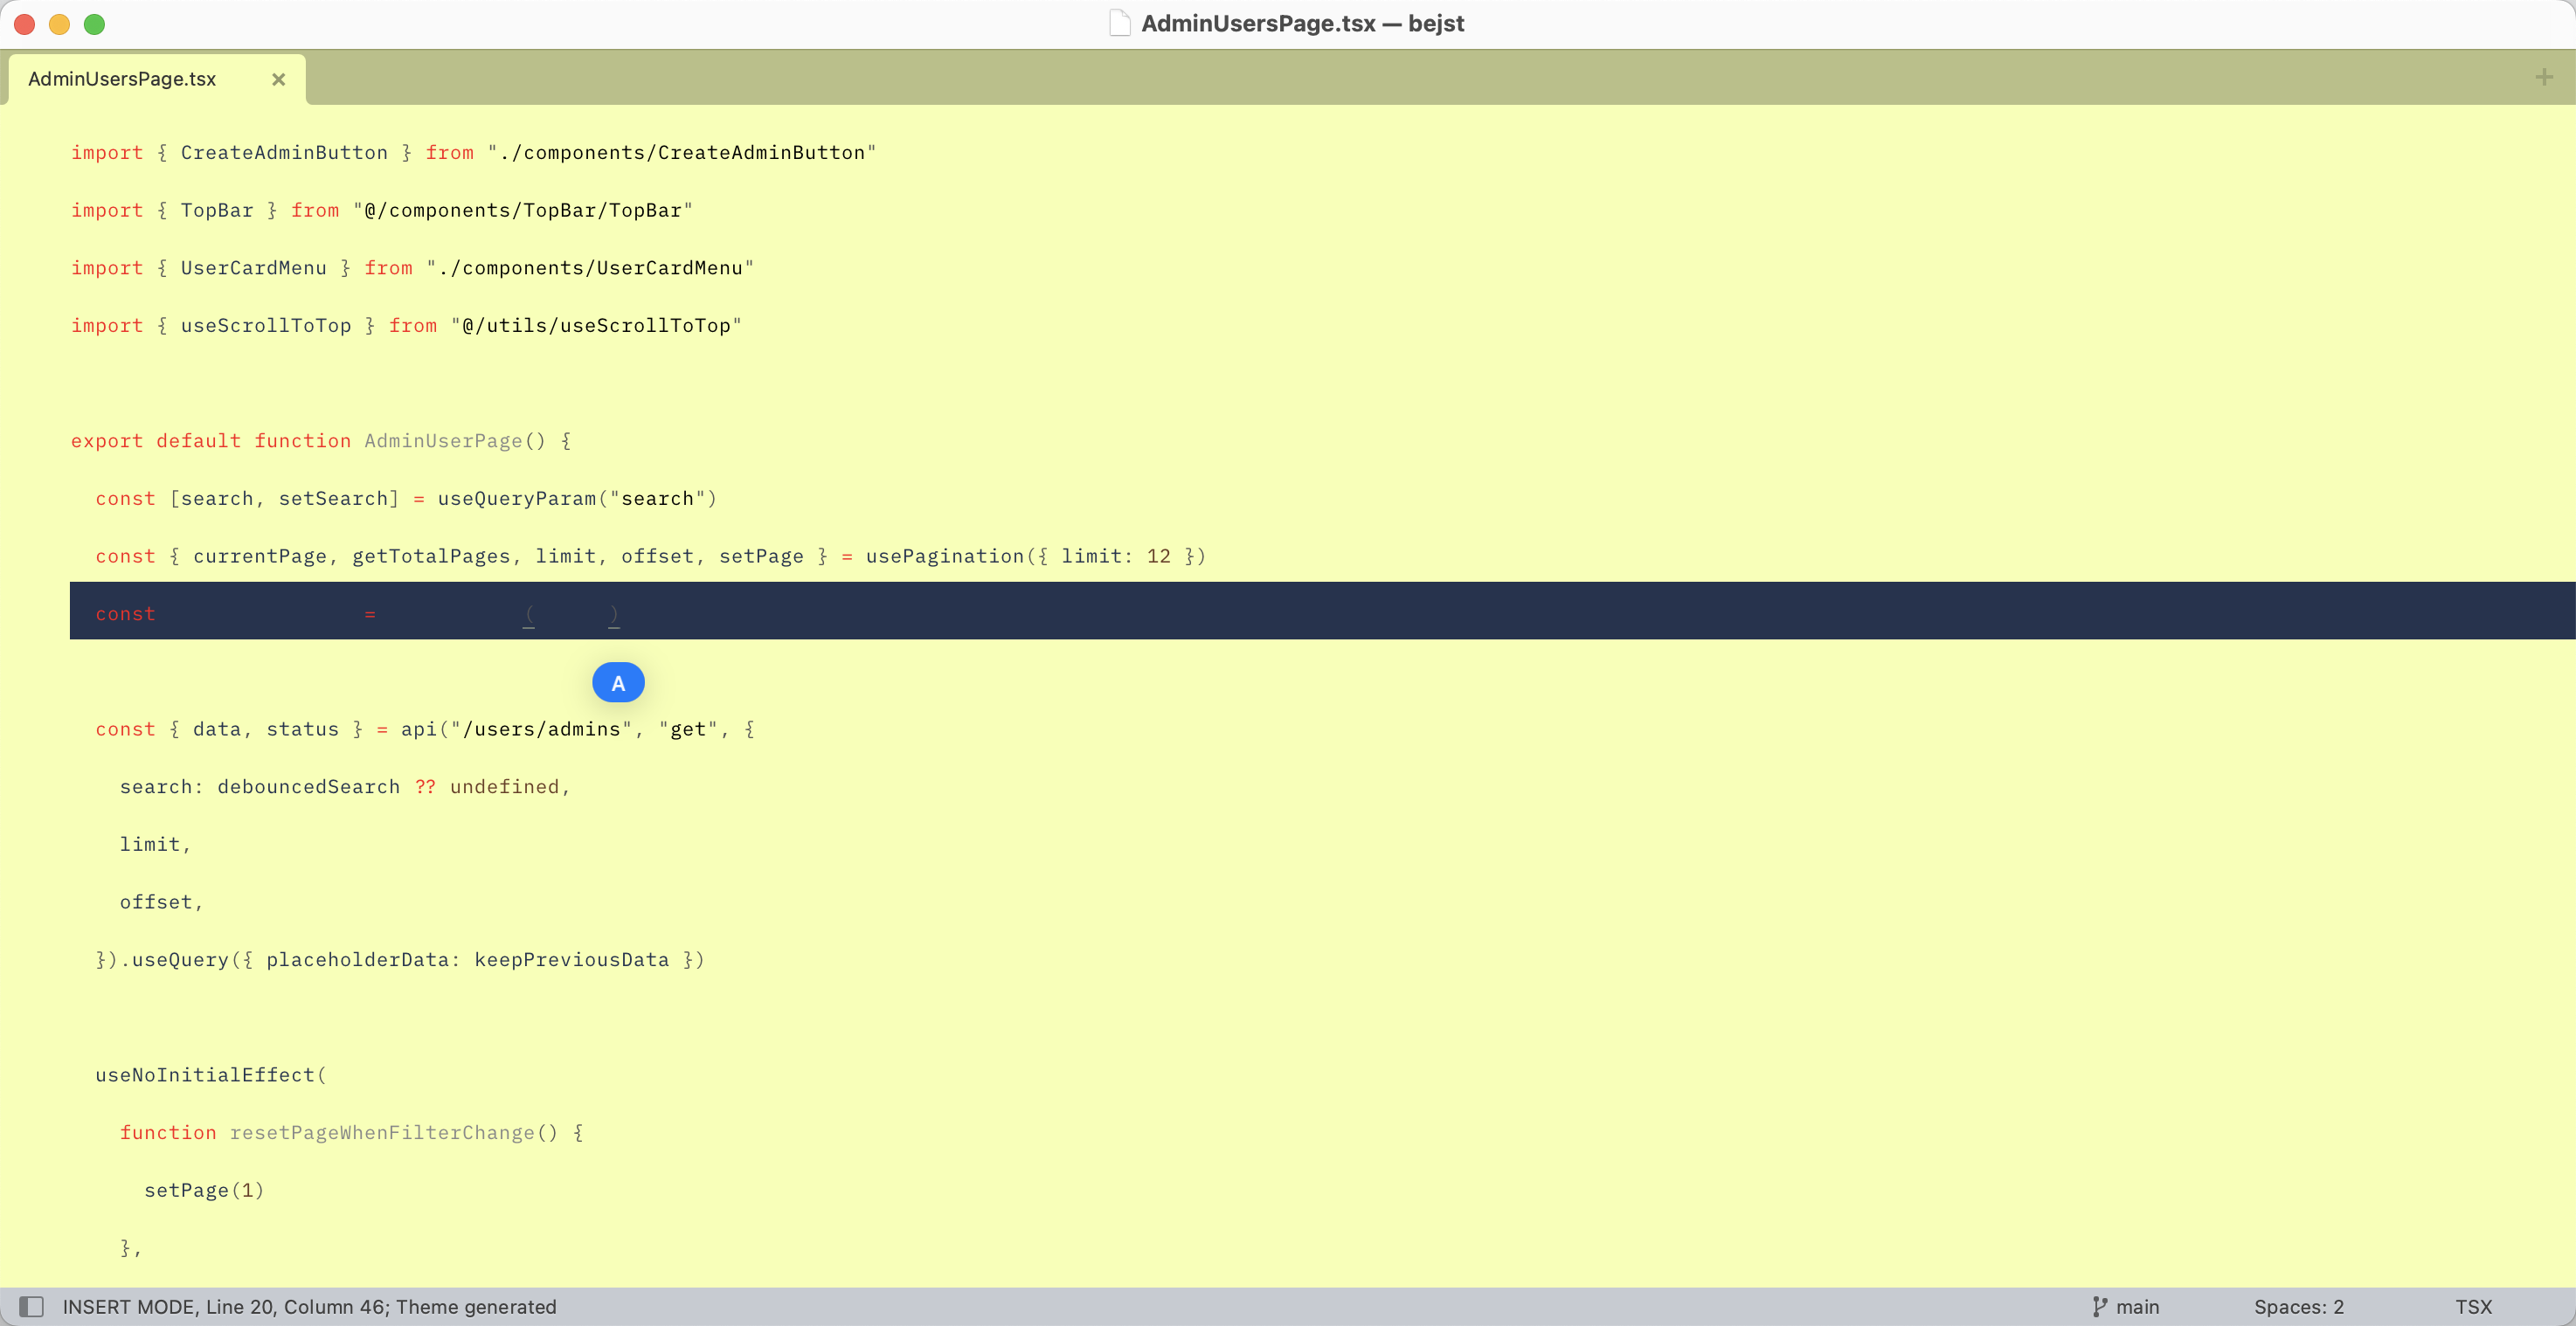 AdminUsersPage.tsx — bejst
AdminUsersPage.tsx
import { CreateAdminButton } from "./components/CreateAdminButton"
import { TopBar } from "@/components/TopBar/TopBar"
import { UserCardMenu } from "./components/UserCardMenu"
import { useScrollToTop } from "@/utils/useScrollToTop"
export default function AdminUserPage() {
const [search, setSearch] = useQueryParam("search")
const { currentPage, getTotalPages, limit, offset, setPage } = usePagination({ limit: 12 })
const = ( )
A
const { data, status } = api("/users/admins", "get", {
search: debouncedSearch ?? undefined,
limit,
offset,
}).useQuery({ placeholderData: keepPreviousData })
useNoInitialEffect(
function resetPageWhenFilterChange() {
setPage(1)
},
INSERT MODE, Line 20, Column 46; Theme generated
main
Spaces: 2
TSX